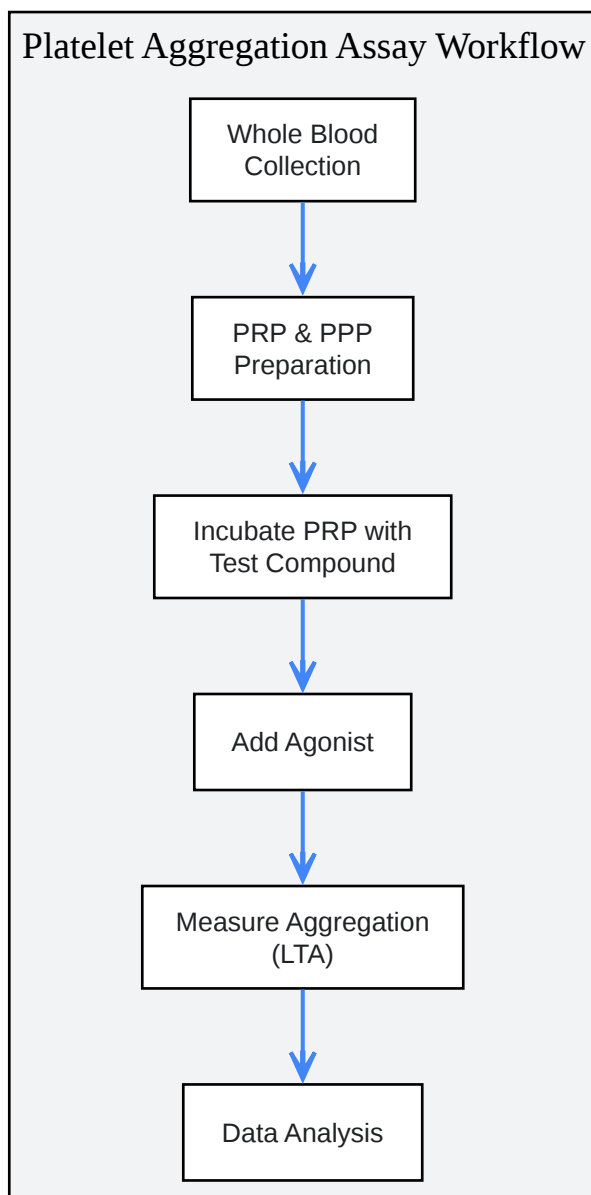 Platelet Aggregation Assay Workflow
Whole Blood
Collection
PRP & PPP
Preparation
Incubate PRP with
Test Compound
Add Agonist
Measure Aggregation
(LTA)
Data Analysis